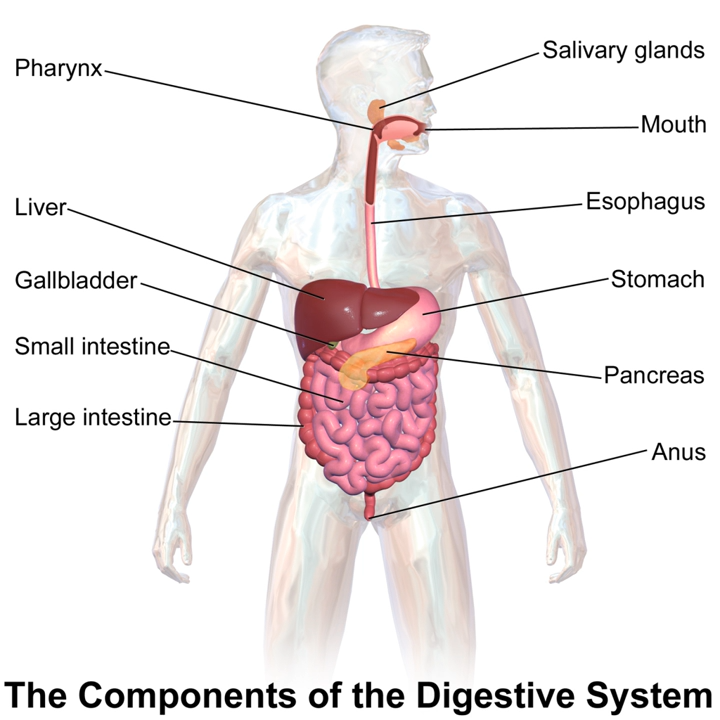 Salivary glands
Pharynx
Mouth
Esophagus
Liver
Gallbladder
Stomach
Small intestine
Pancreas
Large intestine
Anus
The Components of the Digestive System